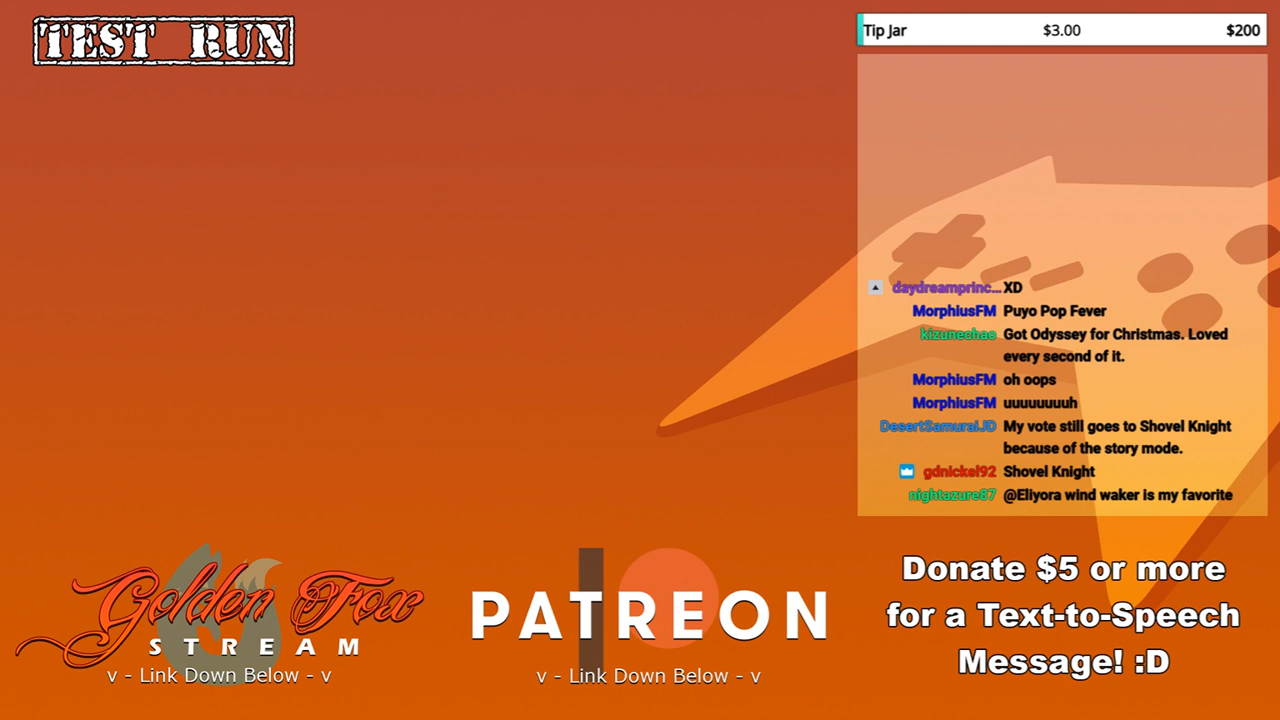 TEST RUN
Tip Jar $3.00 $200
daydreamprinc... XD
MorphiusFM Puyo Pop Fever
kizunechao Got Odyssey for Christmas. Loved
every second of it.
MorphiusFM oh oops
MorphiusFM uuuuuuuuh
DesertSamuraiJD My vote still goes to Shovel Knight
because of the story mode.
gdnickel92 Shovel Knight
nightazure87 @Eliyora wind waker is my favorite
Golden Fox
STREAM
v - Link Down Below - v
PATREON
v - Link Down Below - v
Donate $5 or more
for a Text-to-Speech
Message! :D